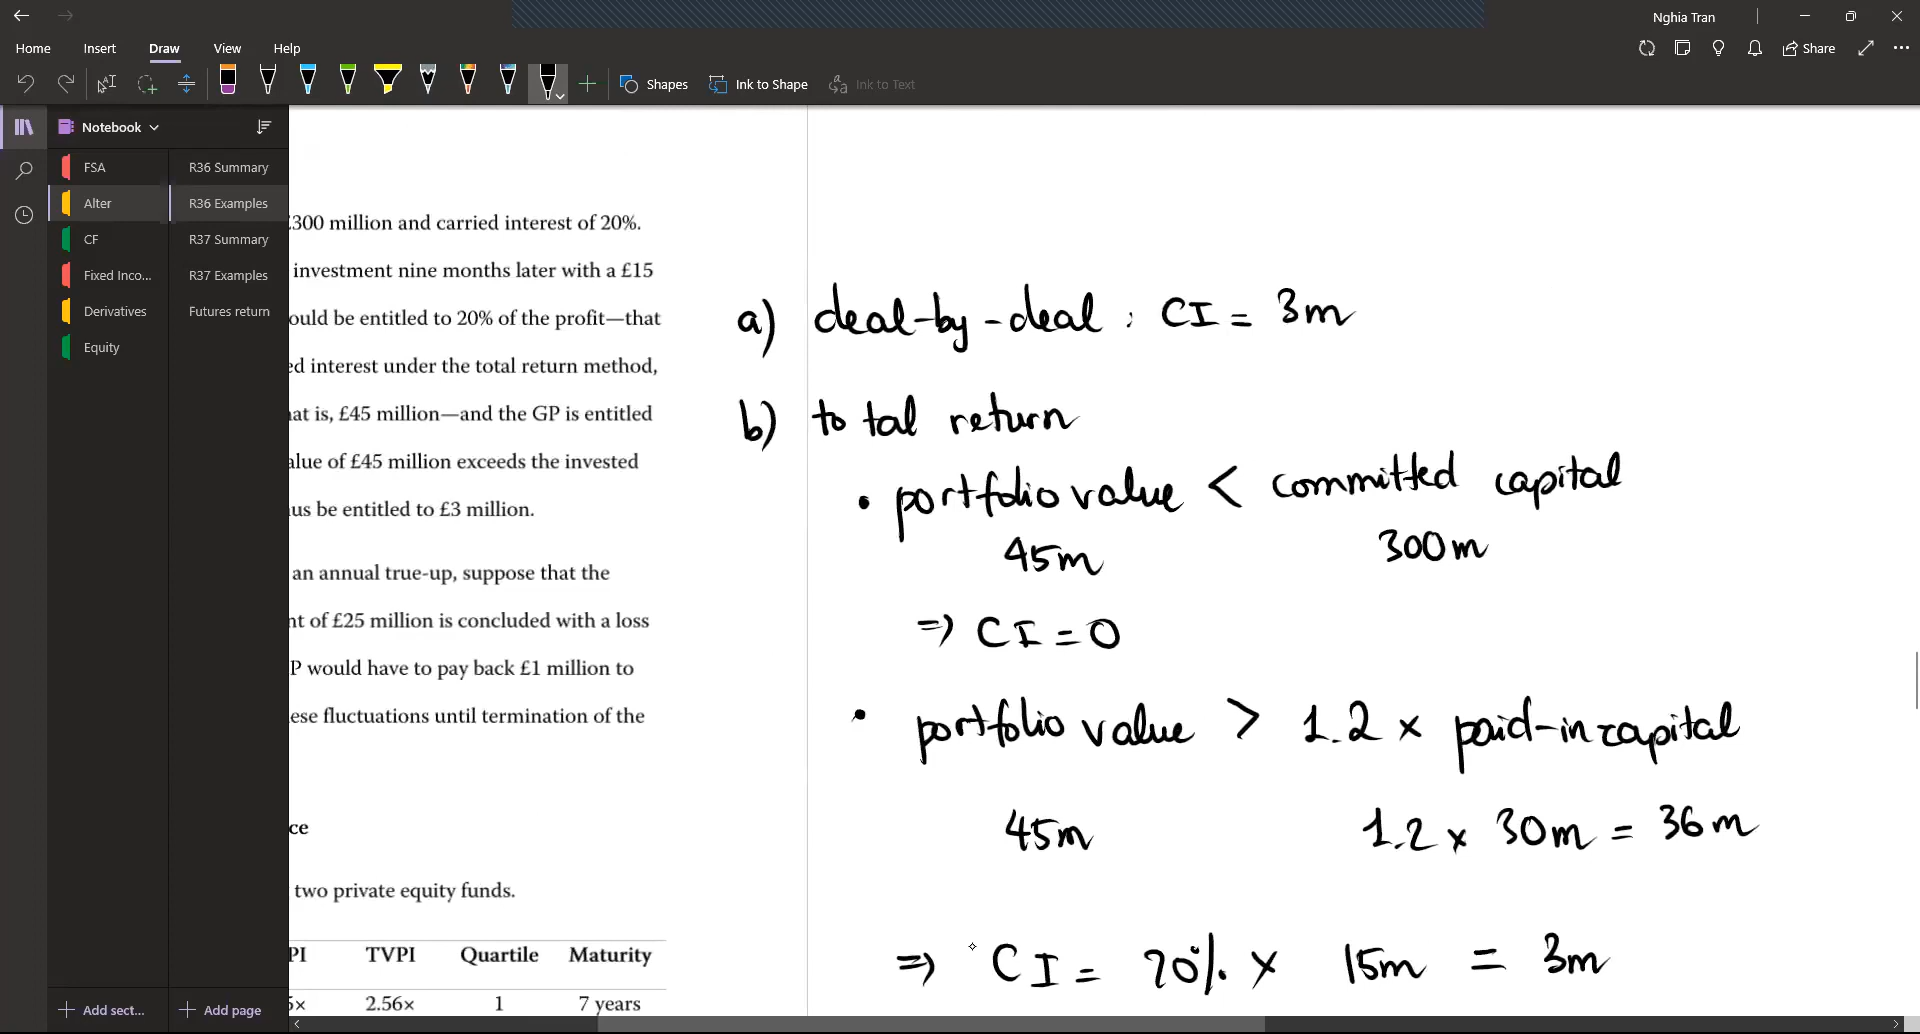 Nghia Tran
Home Insert Draw View Help
Share
Shapes Ink to Shape Ink to Text
Notebook
FSA
Alter
CF
Fixed Inco...
Derivatives
Equity
R36 Summary
R36 Examples
R37 Summary
R37 Examples
Futures return
Add sect...
Add page
£300 million and carried interest of 20%.
investment nine months later with a £15
ould be entitled to 20% of the profit—that
ed interest under the total return method,
at is, £45 million—and the GP is entitled
alue of £45 million exceeds the invested
us be entitled to £3 million.
an annual true-up, suppose that the
nt of £25 million is concluded with a loss
P would have to pay back £1 million to
ese fluctuations until termination of the
ce
two private equity funds.
PI TVPI Quartile Maturity
5× 2.56× 1 7 years
a) deal-by-deal : CI = 3m
b) total return
• portfolio value < committed capital
45m 300m
=> CI = 0
• portfolio value > 1.2 × paid-in capital
45m 1.2 × 30m = 36m
=> CI = 20% × 15m = 3m